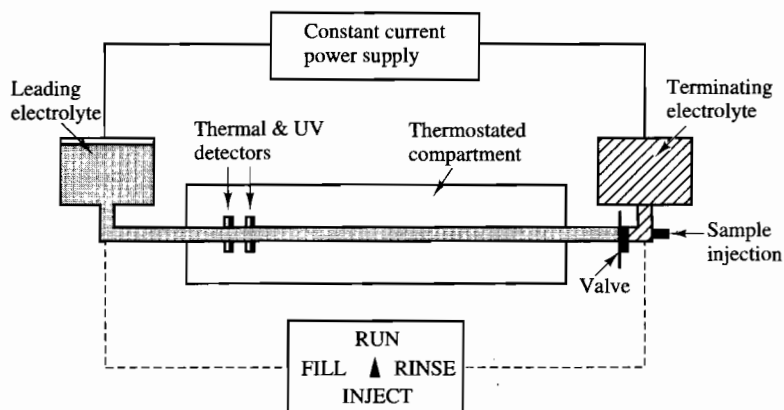 Constant current
power supply
Leading
electrolyte
Terminating
electrolyte
Thermal & UV
detectors
Thermostated
compartment
Sample
injection
Valve
RUN
FILL RINSE
INJECT